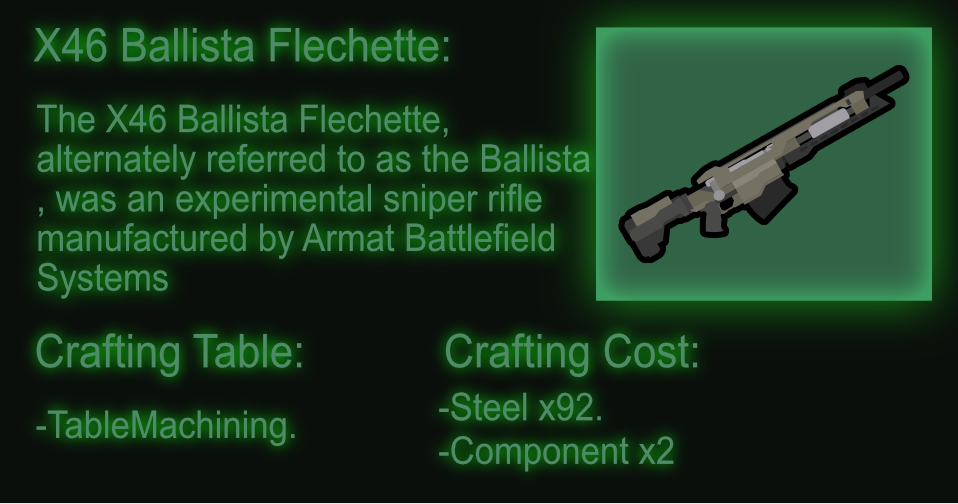 X46 Ballista Flechette:
The X46 Ballista Flechette,
alternately referred to as the Ballista
, was an experimental sniper rifle
manufactured by Armat Battlefield
Systems
Crafting Table:
-TableMachining.
Crafting Cost:
-Steel x92.
-Component x2